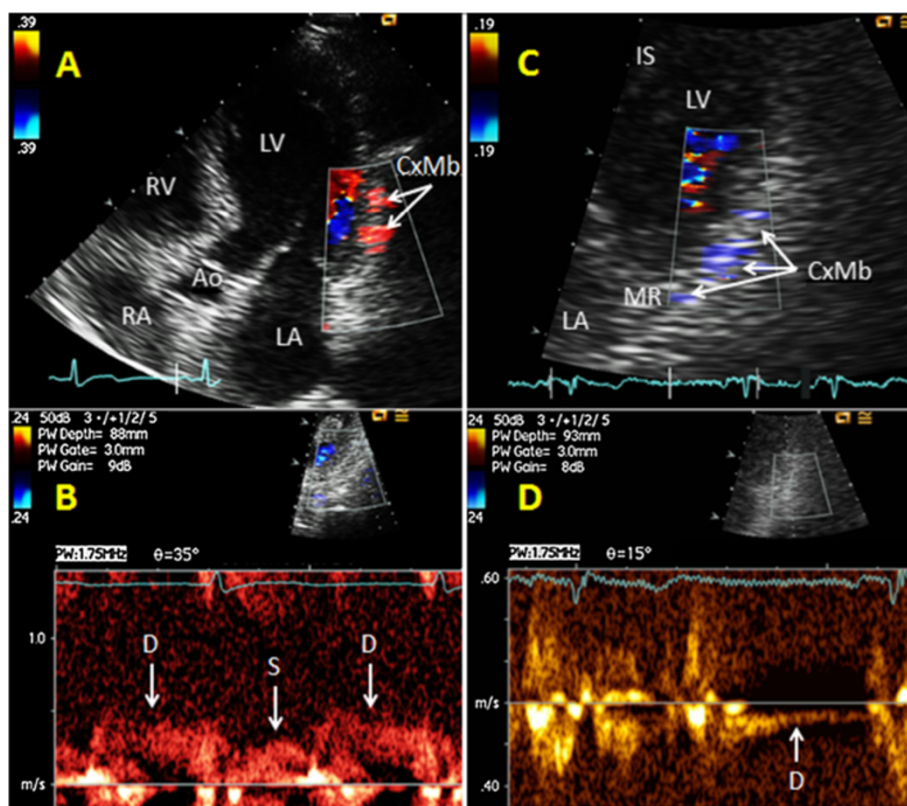 .39
A
.39
LV
RV
CxMb
Ao
RA
LA
.19
C
.19
IS
LV
CxMb
MR
LA
.24
50dB 3 •/+1/2/ 5
PW Depth= 88mm
PW Gate= 3.0mm
PW Gain= 9dB
B
.24
PW:1.75MHz θ=35°
1.0
D
S
D
m/s
.24
50dB 3 •/+1/2/ 5
PW Depth= 93mm
PW Gate= 3.0mm
PW Gain= 8dB
D
.24
PW:1.75MHz θ=15°
.60
m/s
D
.40